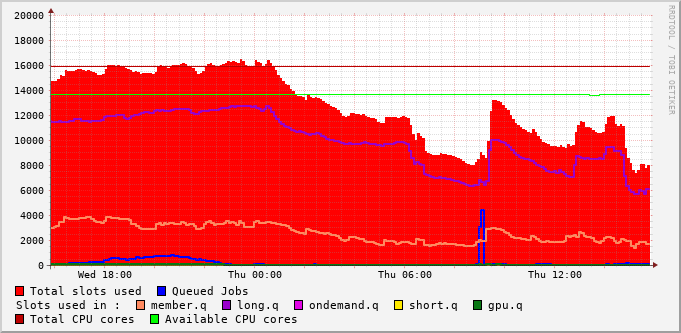 20000
18000
16000
14000
12000
10000
8000
6000
4000
2000
0
Wed 18:00 Thu 00:00 Thu 06:00 Thu 12:00
RRDTOOL / TOBI OETIKER
Total slots used Queued Jobs
Slots used in : member.q long.q ondemand.q short.q gpu.q
Total CPU cores Available CPU cores